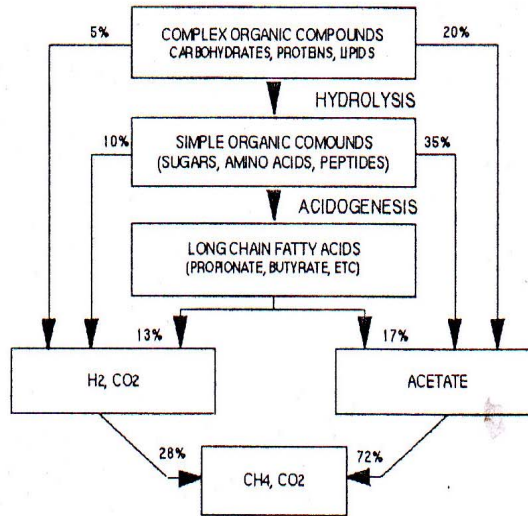 5%
COMPLEX ORGANIC COMPOUNDS
20%
CARBOHYDRATES, PROTEINS, LIPIDS
HYDROLYSIS
10%
SIMPLE ORGANIC COMOUNDS
35%
(SUGARS, AMINO ACIDS, PEPTIDES)
ACIDOGENESIS
LONG CHAIN FATTY ACIDS
(PROPIONATE, BUTYRATE, ETC)
13%
17%
H2, CO2
ACETATE
28%
72%
CH4, CO2